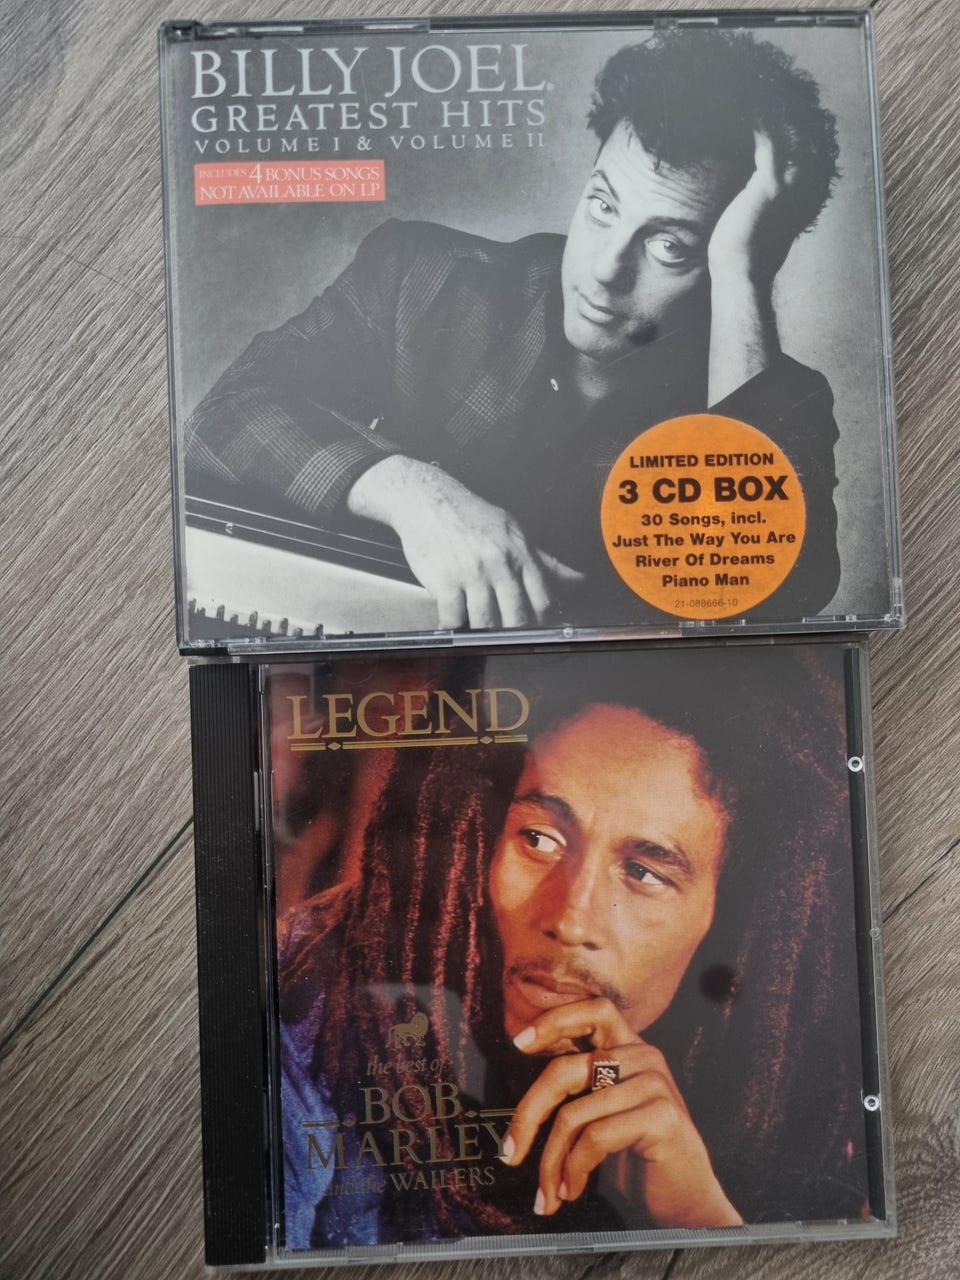 BILLY JOEL
GREATEST HITS
VOLUME I & VOLUME II
INCLUDES 4 BONUS SONGS
NOT AVAILABLE ON LP
LIMITED EDITION
3 CD BOX
30 Songs, incl.
Just The Way You Are
River Of Dreams
Piano Man
21-088666-10
LEGEND
the best of
BOB
MARLEY
and the WAILERS